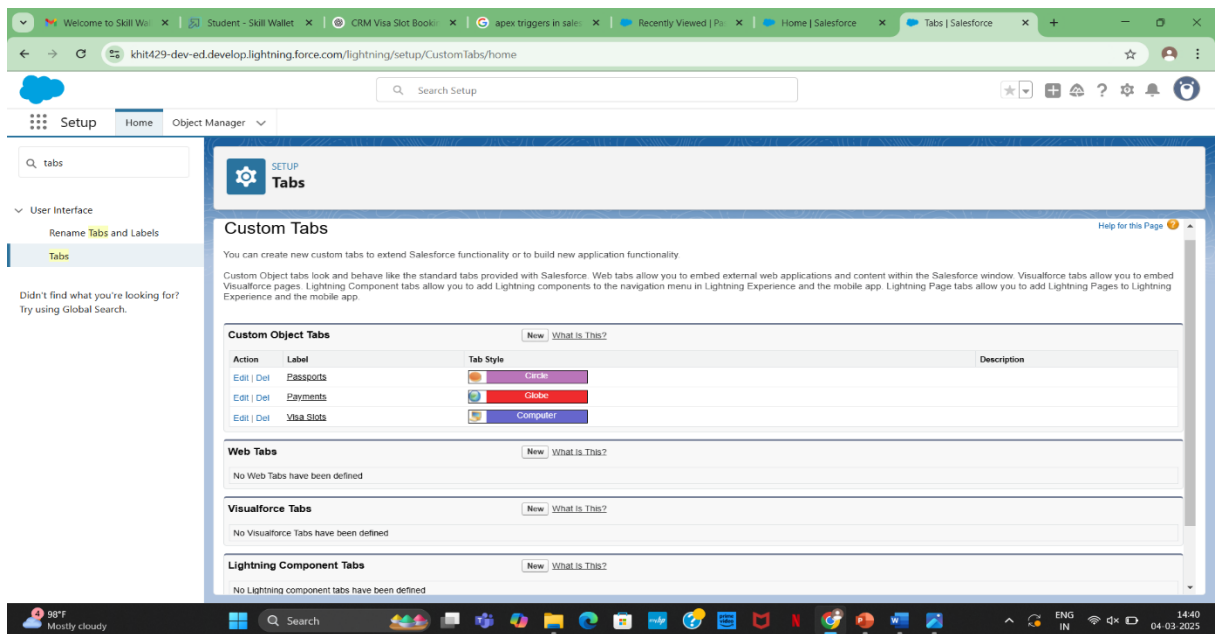 Welcome to Skill Wal
Student - Skill Wallet
CRM Visa Slot Bookin
apex triggers in sales
Recently Viewed | Pa
Home | Salesforce
Tabs | Salesforce
khit429-dev-ed.develop.lightning.force.com/lightning/setup/CustomTabs/home
Search Setup
Setup
Home
Object Manager
tabs
User Interface
Rename Tabs and Labels
Tabs
Didn't find what you're looking for?
Try using Global Search.
SETUP
Tabs
Custom Tabs
Help for this Page
You can create new custom tabs to extend Salesforce functionality or to build new application functionality.
Custom Object tabs look and behave like the standard tabs provided with Salesforce. Web tabs allow you to embed external web applications and content within the Salesforce window. Visualforce tabs allow you to embed
Visualforce pages. Lightning Component tabs allow you to add Lightning components to the navigation menu in Lightning Experience and the mobile app. Lightning Page tabs allow you to add Lightning Pages to Lightning
Experience and the mobile app.
Custom Object Tabs New What Is This?
Action Label Tab Style Description
Edit | Del Passports Circle
Edit | Del Payments Globe
Edit | Del Visa Slots Computer
Web Tabs New What Is This?
No Web Tabs have been defined
Visualforce Tabs New What Is This?
No Visualforce Tabs have been defined
Lightning Component Tabs New What Is This?
No Lightning component tabs have been defined
4
98°F
Mostly cloudy
Search
ENG
IN
14:40
04-03-2025